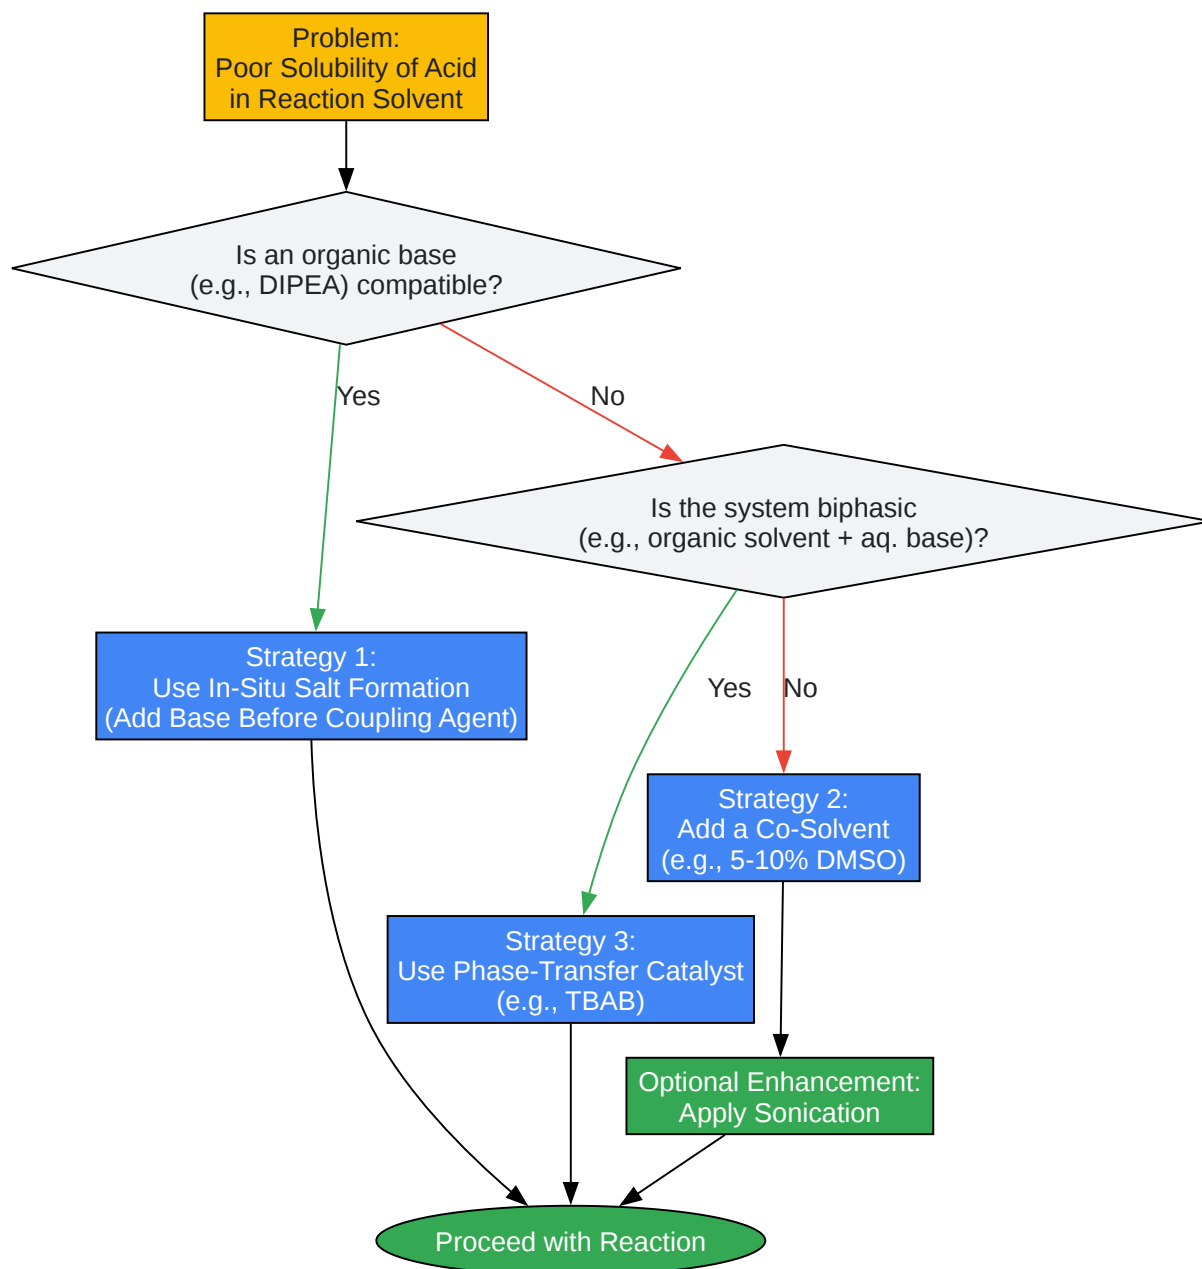 Problem:
Poor Solubility of Acid
in Reaction Solvent
Is an organic base
(e.g., DIPEA) compatible?
Yes
No
Is the system biphasic
(e.g., organic solvent + aq. base)?
Strategy 1:
Use In-Situ Salt Formation
(Add Base Before Coupling Agent)
Yes
No
Strategy 2:
Add a Co-Solvent
(e.g., 5-10% DMSO)
Strategy 3:
Use Phase-Transfer Catalyst
(e.g., TBAB)
Optional Enhancement:
Apply Sonication
Proceed with Reaction